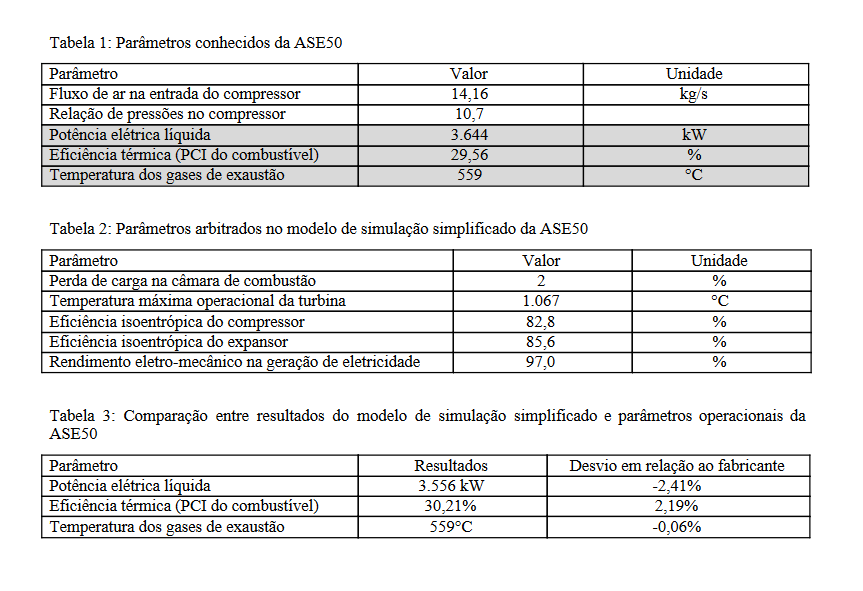 Tabela 1: Parâmetros conhecidos da ASE50
Parâmetro Valor Unidade
Fluxo de ar na entrada do compressor 14,16 kg/s
Relação de pressões no compressor 10,7
Potência elétrica líquida 3.644 kW
Eficiência térmica (PCI do combustível) 29,56 %
Temperatura dos gases de exaustão 559 °C
Tabela 2: Parâmetros arbitrados no modelo de simulação simplificado da ASE50
Parâmetro Valor Unidade
Perda de carga na câmara de combustão 2 %
Temperatura máxima operacional da turbina 1.067 °C
Eficiência isoentrópica do compressor 82,8 %
Eficiência isoentrópica do expansor 85,6 %
Rendimento eletro-mecânico na geração de eletricidade 97,0 %
Tabela 3: Comparação entre resultados do modelo de simulação simplificado e parâmetros operacionais da
ASE50
Parâmetro Resultados Desvio em relação ao fabricante
Potência elétrica líquida 3.556 kW -2,41%
Eficiência térmica (PCI do combustível) 30,21% 2,19%
Temperatura dos gases de exaustão 559°C -0,06%